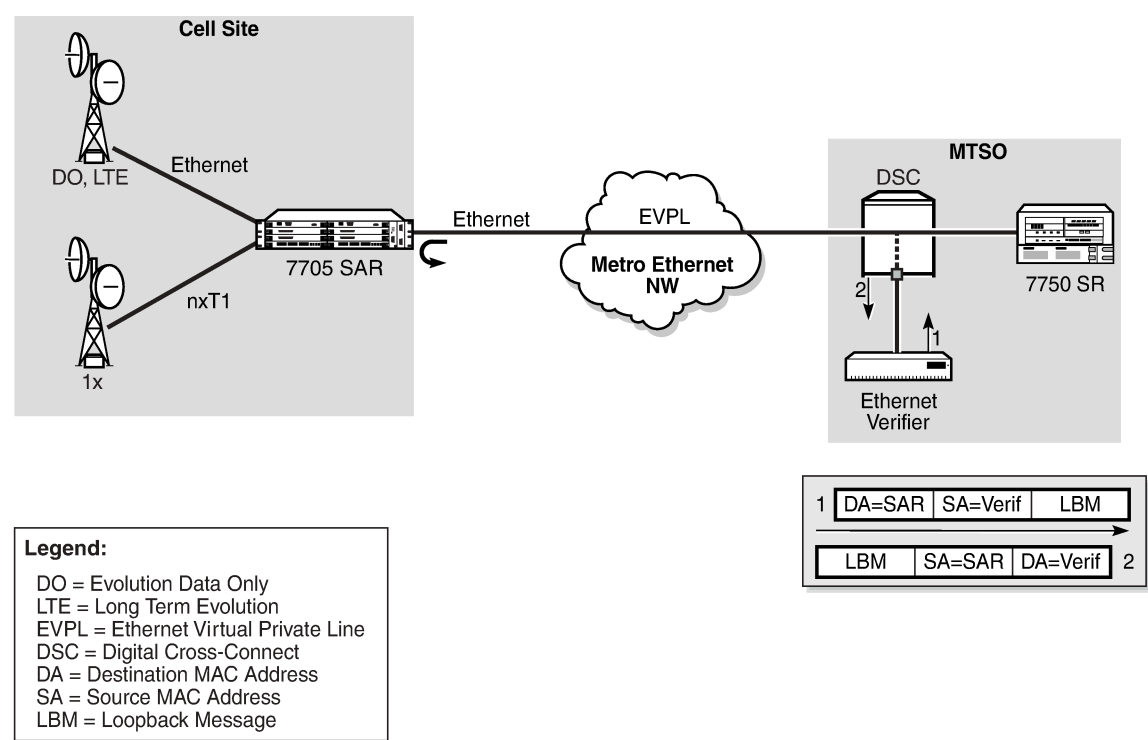 Cell Site
Ethernet
DO, LTE
7705 SAR
nxT1
1x
Ethernet
EVPL
Metro Ethernet
NW
MTSO
DSC
7750 SR
2
1
Ethernet
Verifier
1 DA=SAR SA=Verif LBM
LBM SA=SAR DA=Verif 2
Legend:
DO = Evolution Data Only
LTE = Long Term Evolution
EVPL = Ethernet Virtual Private Line
DSC = Digital Cross-Connect
DA = Destination MAC Address
SA = Source MAC Address
LBM = Loopback Message